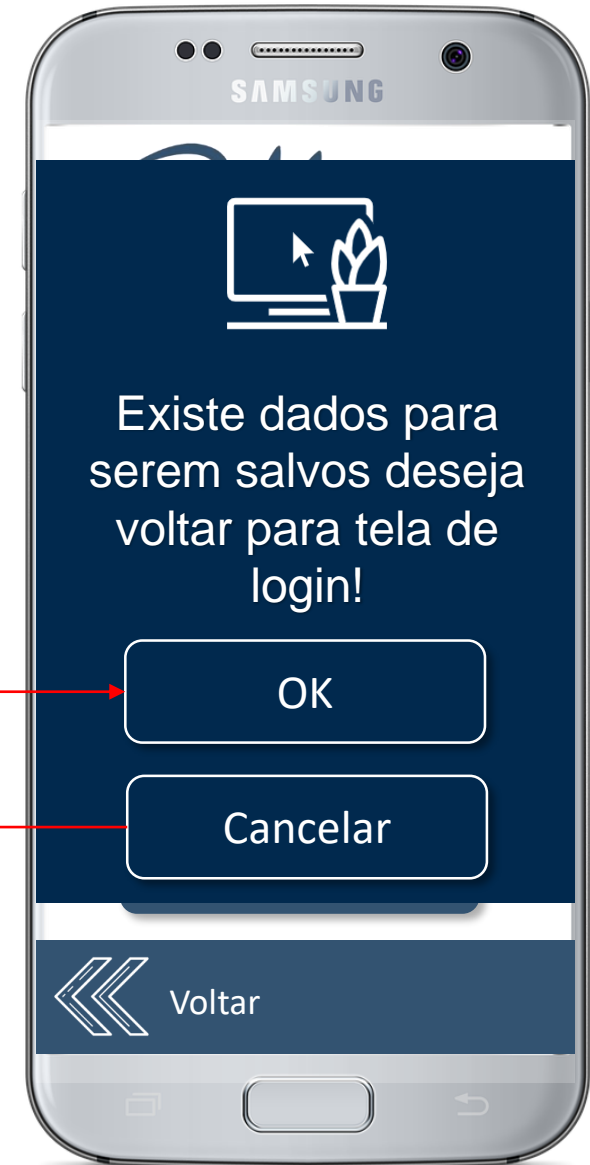 SAMSUNG
Existe dados para
serem salvos deseja
voltar para tela de
login!
OK
Cancelar
Voltar